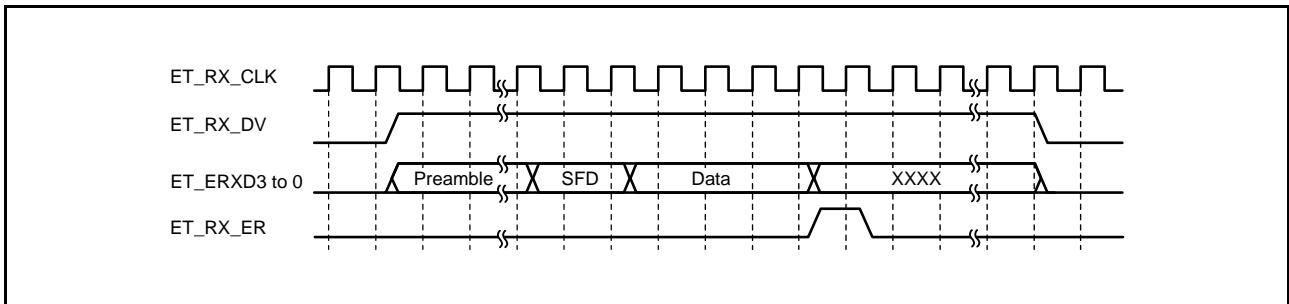 ET_RX_CLK
ET_RX_DV
ET_ERXD3 to 0
Preamble
SFD
Data
XXXX
ET_RX_ER